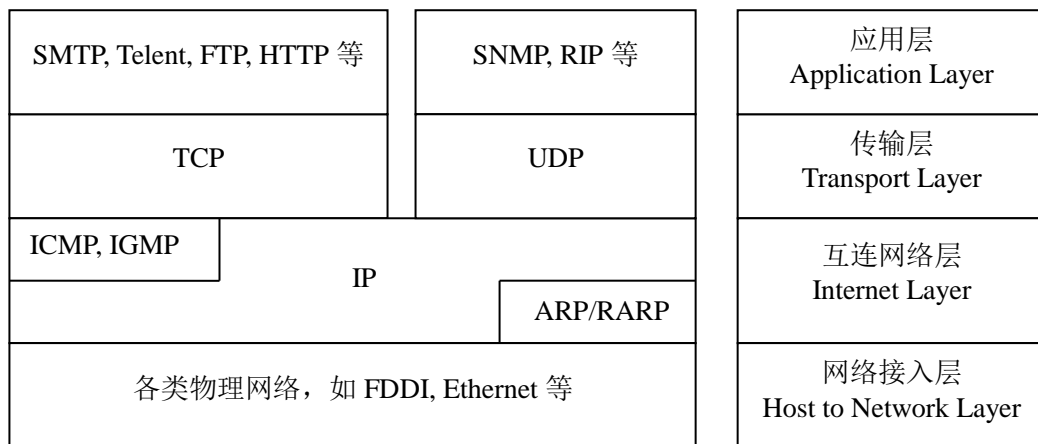 SMTP, Telent, FTP, HTTP 等
SNMP, RIP 等
应用层
Application Layer
TCP
UDP
传输层
Transport Layer
ICMP, IGMP
IP
ARP/RARP
互连网络层
Internet Layer
各类物理网络，如 FDDI, Ethernet 等
网络接入层
Host to Network Layer